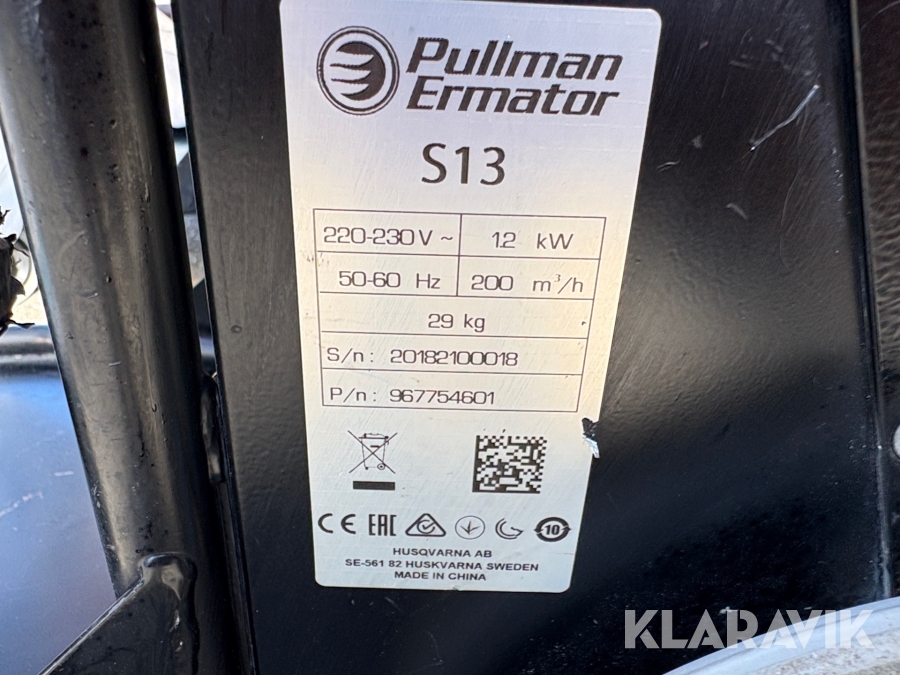 Pullman
Ermator
S13
220-230 V ~ 1.2 kW
50-60 Hz 200 m³/h
29 kg
S/n: 20182100018
P/n: 967754601
CE EAC
10
HUSQVARNA AB
SE-561 82 HUSKVARNA SWEDEN
MADE IN CHINA
KLARAVIK